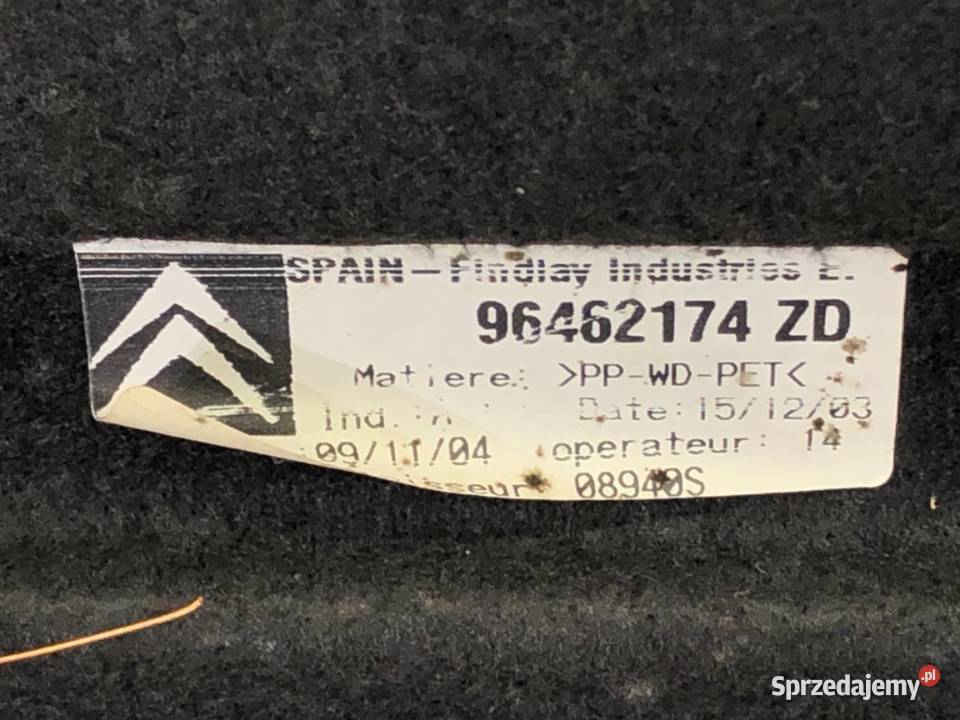 SPAIN – Findlay Industries E.
96462174 ZD
Matiere: >PP-WD-PET<
Ind. : Date: 15/12/03
:09/11/04 operateur: 14
08940S
Sprzedajemy.pl